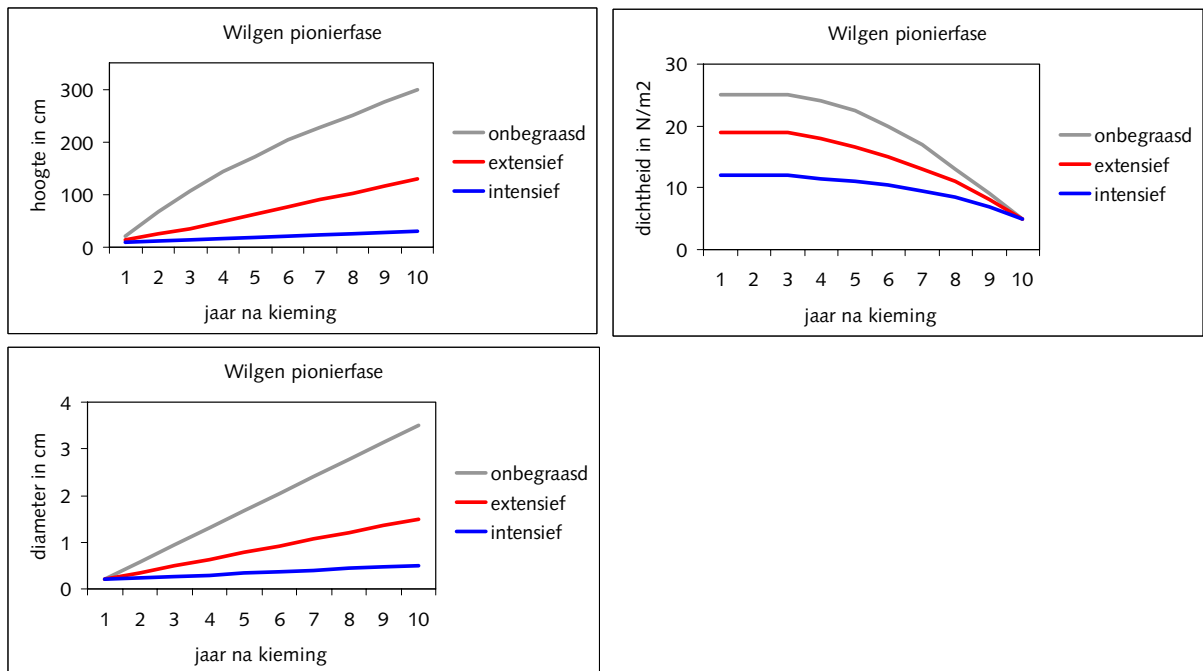 Wilgen pionierfase
hoogte in cm
300
200
100
0
1 2 3 4 5 6 7 8 9 10
jaar na kieming
onbegraasd
extensief
intensief
Wilgen pionierfase
dichtheid in N/m2
30
20
10
0
1 2 3 4 5 6 7 8 9 10
jaar na kieming
onbegraasd
extensief
intensief
Wilgen pionierfase
diameter in cm
4
3
2
1
0
1 2 3 4 5 6 7 8 9 10
jaar na kieming
onbegraasd
extensief
intensief